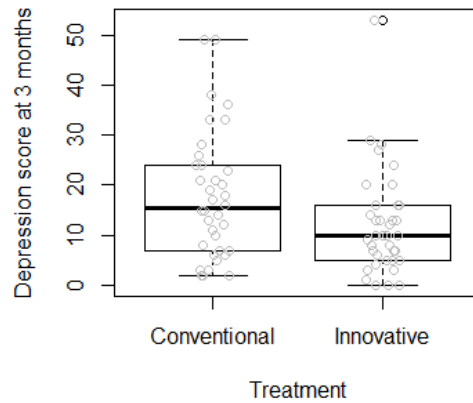 Depression score at 3 months
50
40
30
20
10
0
Conventional
Innovative
Treatment